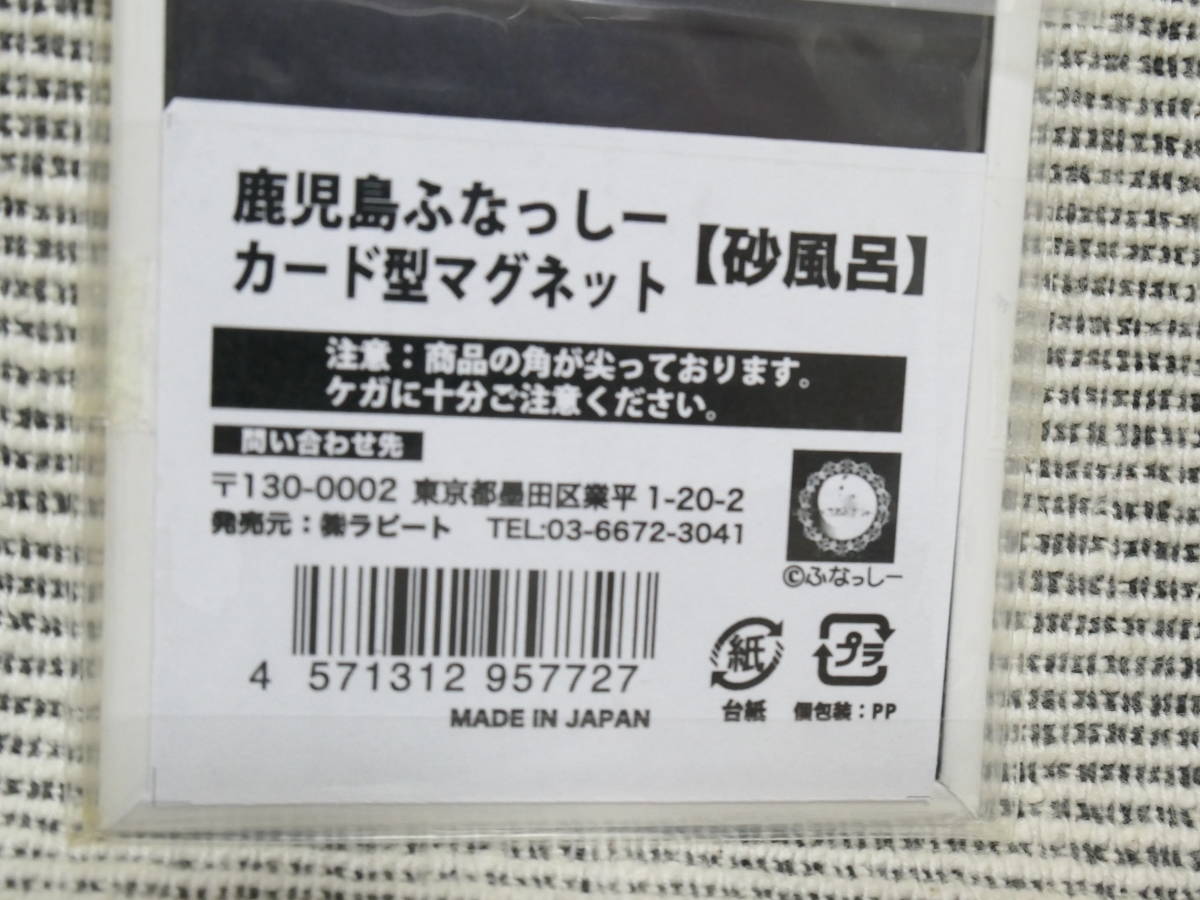 鹿児島ふなっしー
カード型マグネット
【砂風呂】
注意：商品の角が尖っております。
ケガに十分ご注意ください。
問い合わせ先
〒130-0002 東京都墨田区業平 1-20-2
発売元：㈱ラビート TEL:03-6672-3041
©ふなっしー
4 571312 957727
MADE IN JAPAN
紙
台紙
プラ
個包装：PP